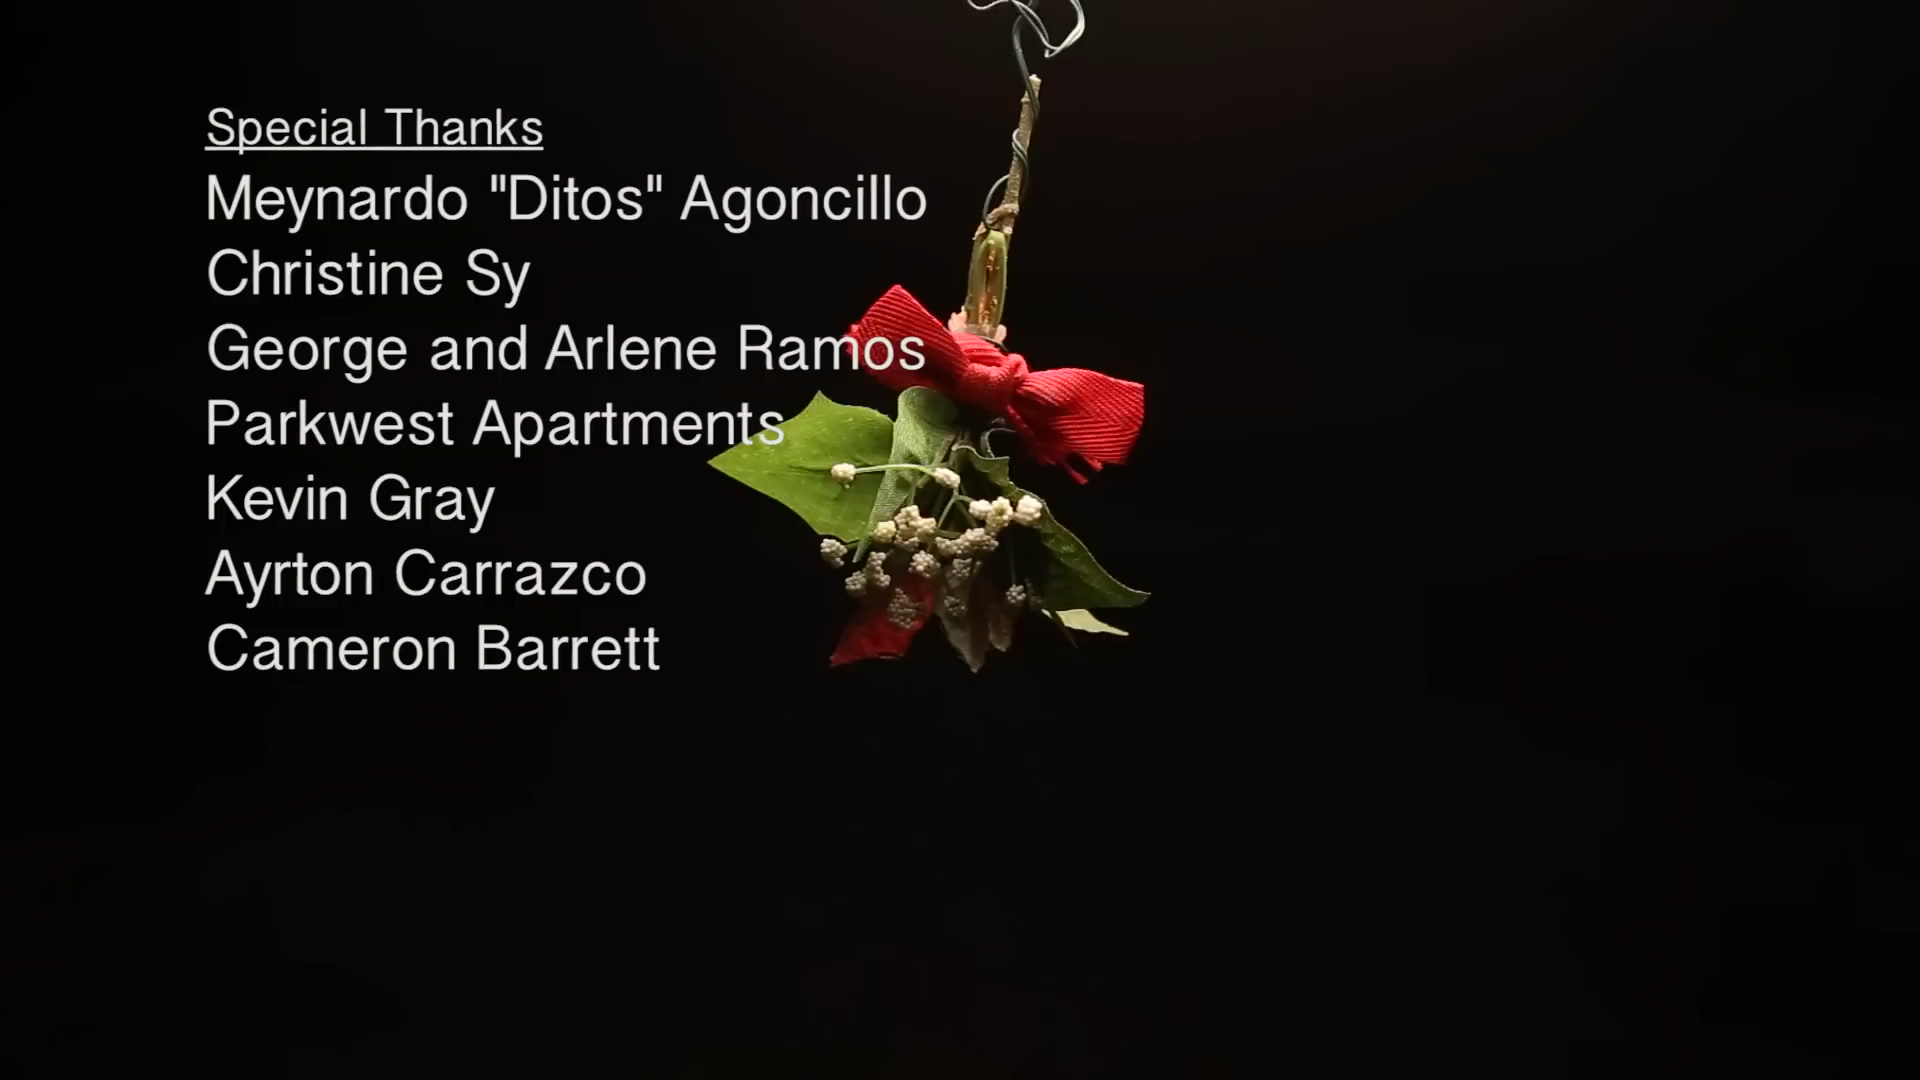 Special Thanks
Meynardo "Ditos" Agoncillo
Christine Sy
George and Arlene Ramos
Parkwest Apartments
Kevin Gray
Ayrton Carrazco
Cameron Barrett